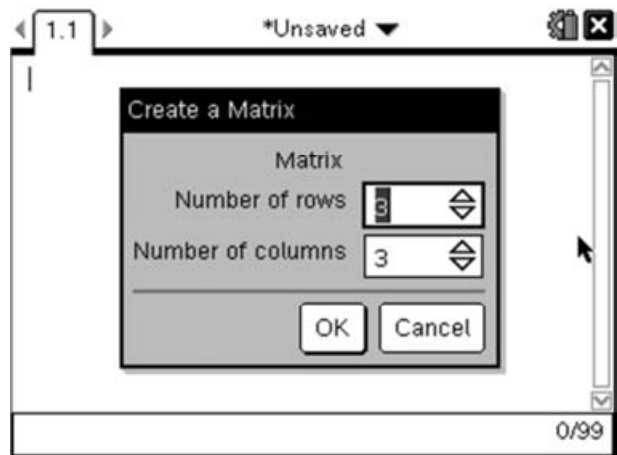 1.1 *Unsaved
Create a Matrix
Matrix
Number of rows 3
Number of columns 3
OK Cancel
0/99